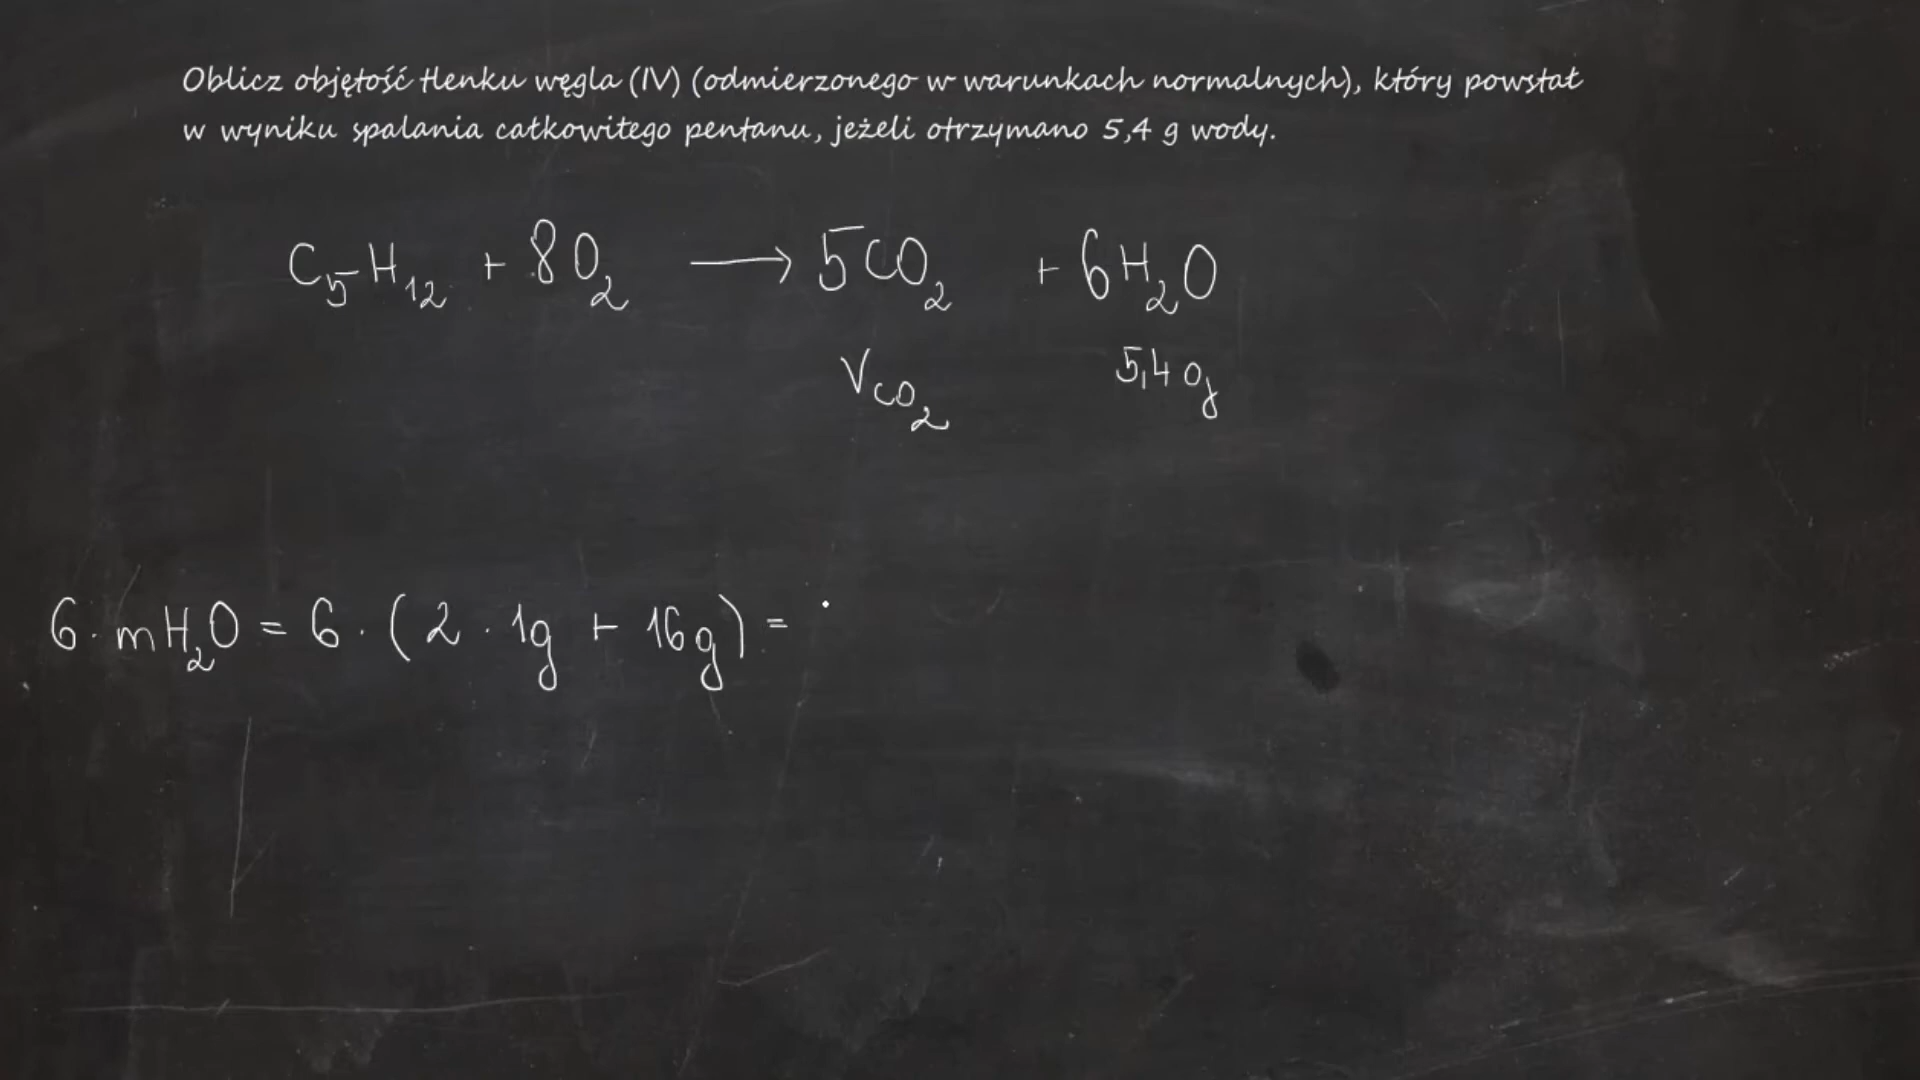 Oblicz objętość tlenku węgla (IV) (odmierzonego w warunkach normalnych), który powstał
w wyniku spalania całkowitego pentanu, jeżeli otrzymano 5,4 g wody.
C₅H₁₂ + 8O₂ ⟶ 5CO₂ + 6H₂O
V_CO₂ 5,4 g
6 · mH₂O = 6 · (2 · 1g + 16g) =